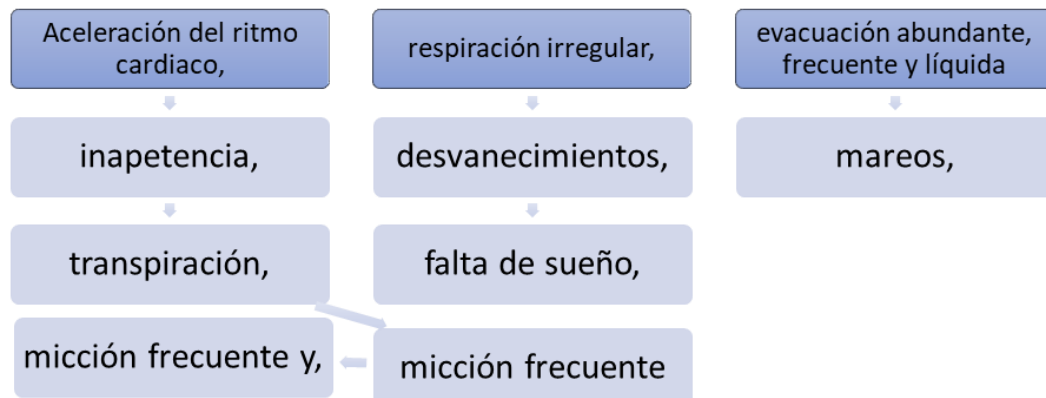 Aceleración del ritmo
cardiaco,
inapetencia,
transpiración,
micción frecuente y,
respiración irregular,
desvanecimientos,
falta de sueño,
micción frecuente
evacuación abundante,
frecuente y líquida
mareos,